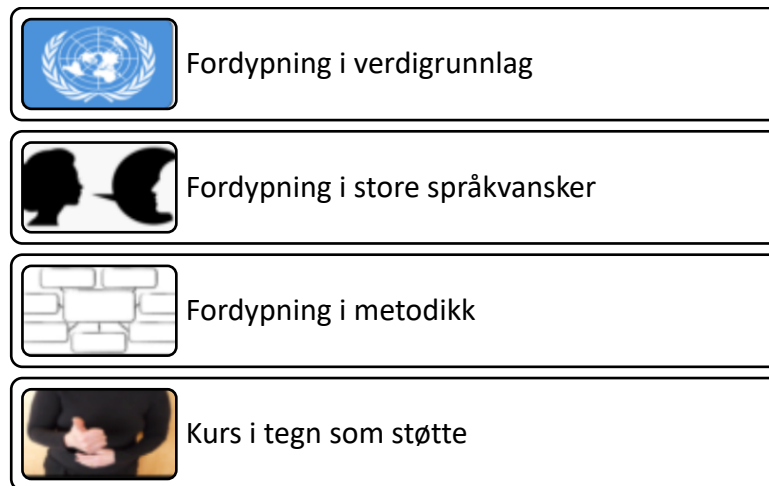 Fordypning i verdigrunnlag
Fordypning i store språkvansker
Fordypning i metodikk
Kurs i tegn som støtte